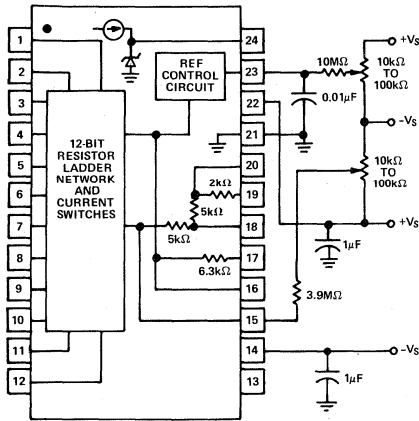 1
2
3
4
5
6
7
8
9
10
11
12
12-BIT
RESISTOR
LADDER
NETWORK
AND
CURRENT
SWITCHES
REF
CONTROL
CIRCUIT
2kΩ
5kΩ
5kΩ
6.3kΩ
24
23
22
21
20
19
18
17
16
15
14
13
10MΩ
0.01µF
+VS
10kΩ
TO
100kΩ
−VS
10kΩ
TO
100kΩ
+VS
1µF
3.9MΩ
−VS
1µF